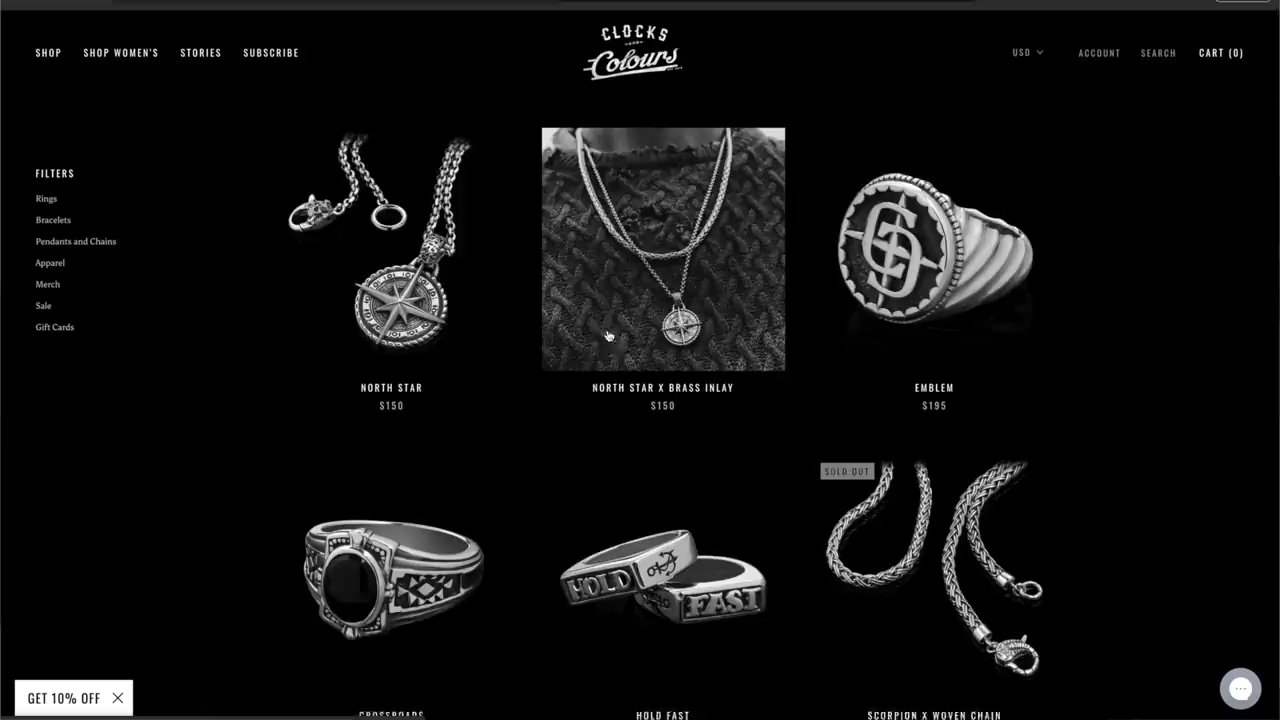 SHOP
SHOP WOMEN'S
STORIES
SUBSCRIBE
CLOCKS
AND
Colours
USD
ACCOUNT
SEARCH
CART (0)
FILTERS
Rings
Bracelets
Pendants and Chains
Apparel
Merch
Sale
Gift Cards
NORTH STAR
$150
NORTH STAR X BRASS INLAY
$150
EMBLEM
$195
SOLD OUT
HOLD
FAST
CROSSROADS
HOLD FAST
SCORPION X WOVEN CHAIN
GET 10% OFF